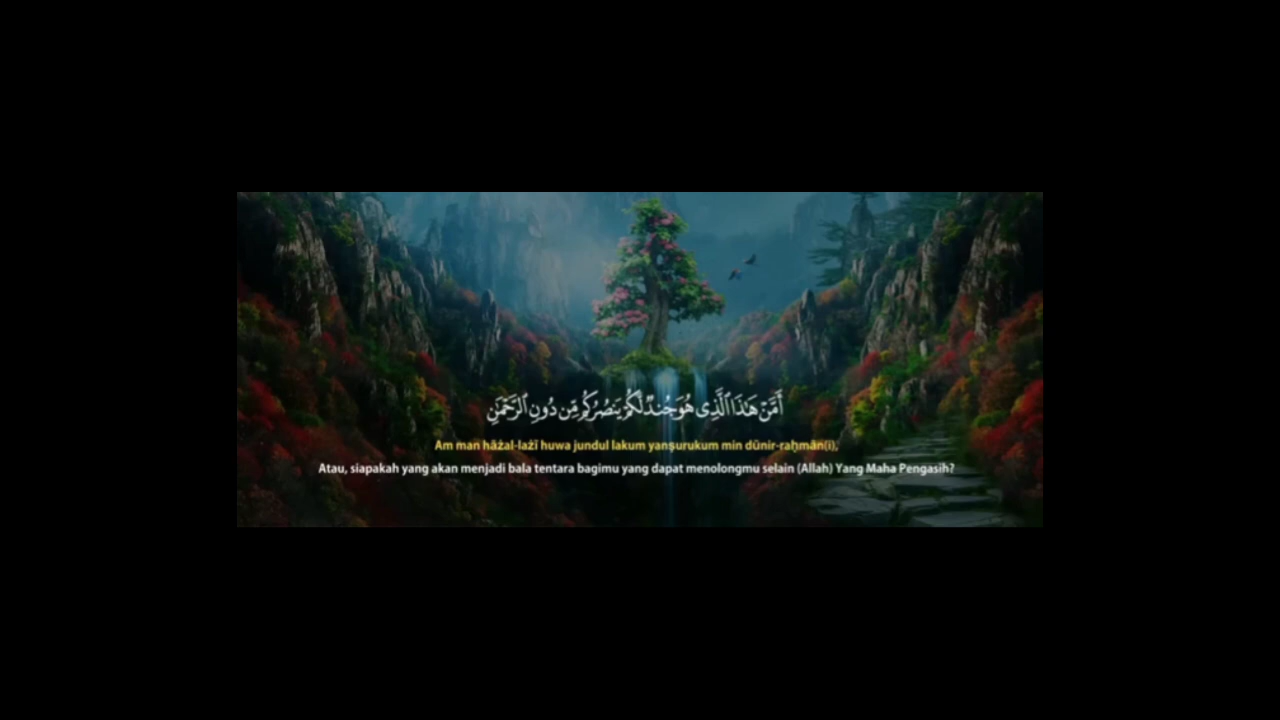 أَمَّنْ هَٰذَا ٱلَّذِى هُوَ جُندٌ لَّكُمْ يَنصُرُكُم مِّن دُونِ ٱلرَّحْمَٰنِ
Am man hāżal-lażī huwa jundul lakum yanṣurukum min dūnir-raḥmān(i),
Atau, siapakah yang akan menjadi bala tentara bagimu yang dapat menolongmu selain (Allah) Yang Maha Pengasih?